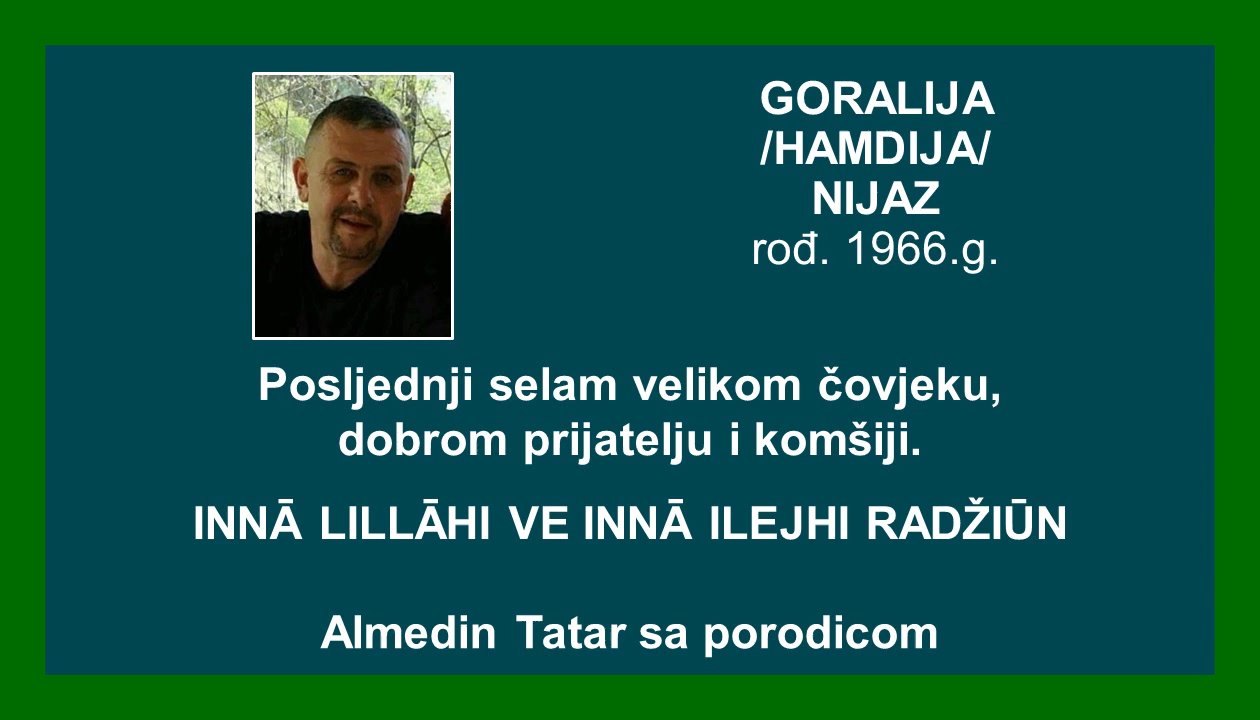 GORALIJA
/HAMDIJA/
NIJAZ
rođ. 1966.g.
Posljednji selam velikom čovjeku,
dobrom prijatelju i komšiji.
INNĀ LILLĀHI VE INNĀ ILEJHI RADŽIŪN
Almedin Tatar sa porodicom